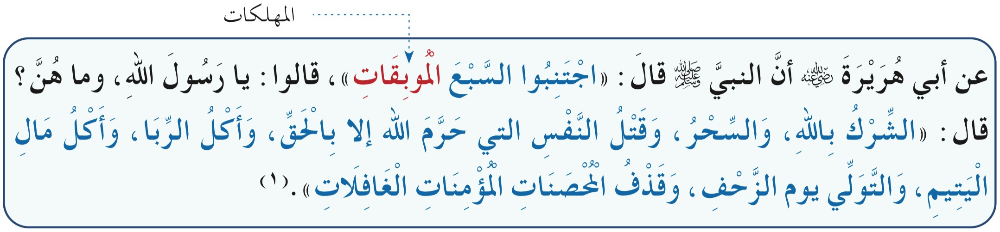 المهلكات
عن أبي هُرَيْرَةَ رضي الله عنه أنَّ النبيَّ ﷺ قالَ: «اجْتَنِبُوا السَّبْعَ الْمُوبِقَاتِ»، قالوا: يا رَسُولَ اللهِ، وما هُنَّ؟
قال: «الشِّرْكُ بِاللهِ، وَالسِّحْرُ، وَقَتْلُ النَّفْسِ التي حَرَّمَ الله إلا بِالْحَقِّ، وَأَكْلُ الرِّبَا، وَأَكْلُ مَالِ
الْيَتِيمِ، وَالتَّوَلِّي يوم الزَّحْفِ، وَقَذْفُ الْمُحْصَنَاتِ الْمُؤْمِنَاتِ الْغَافِلَاتِ».(١)